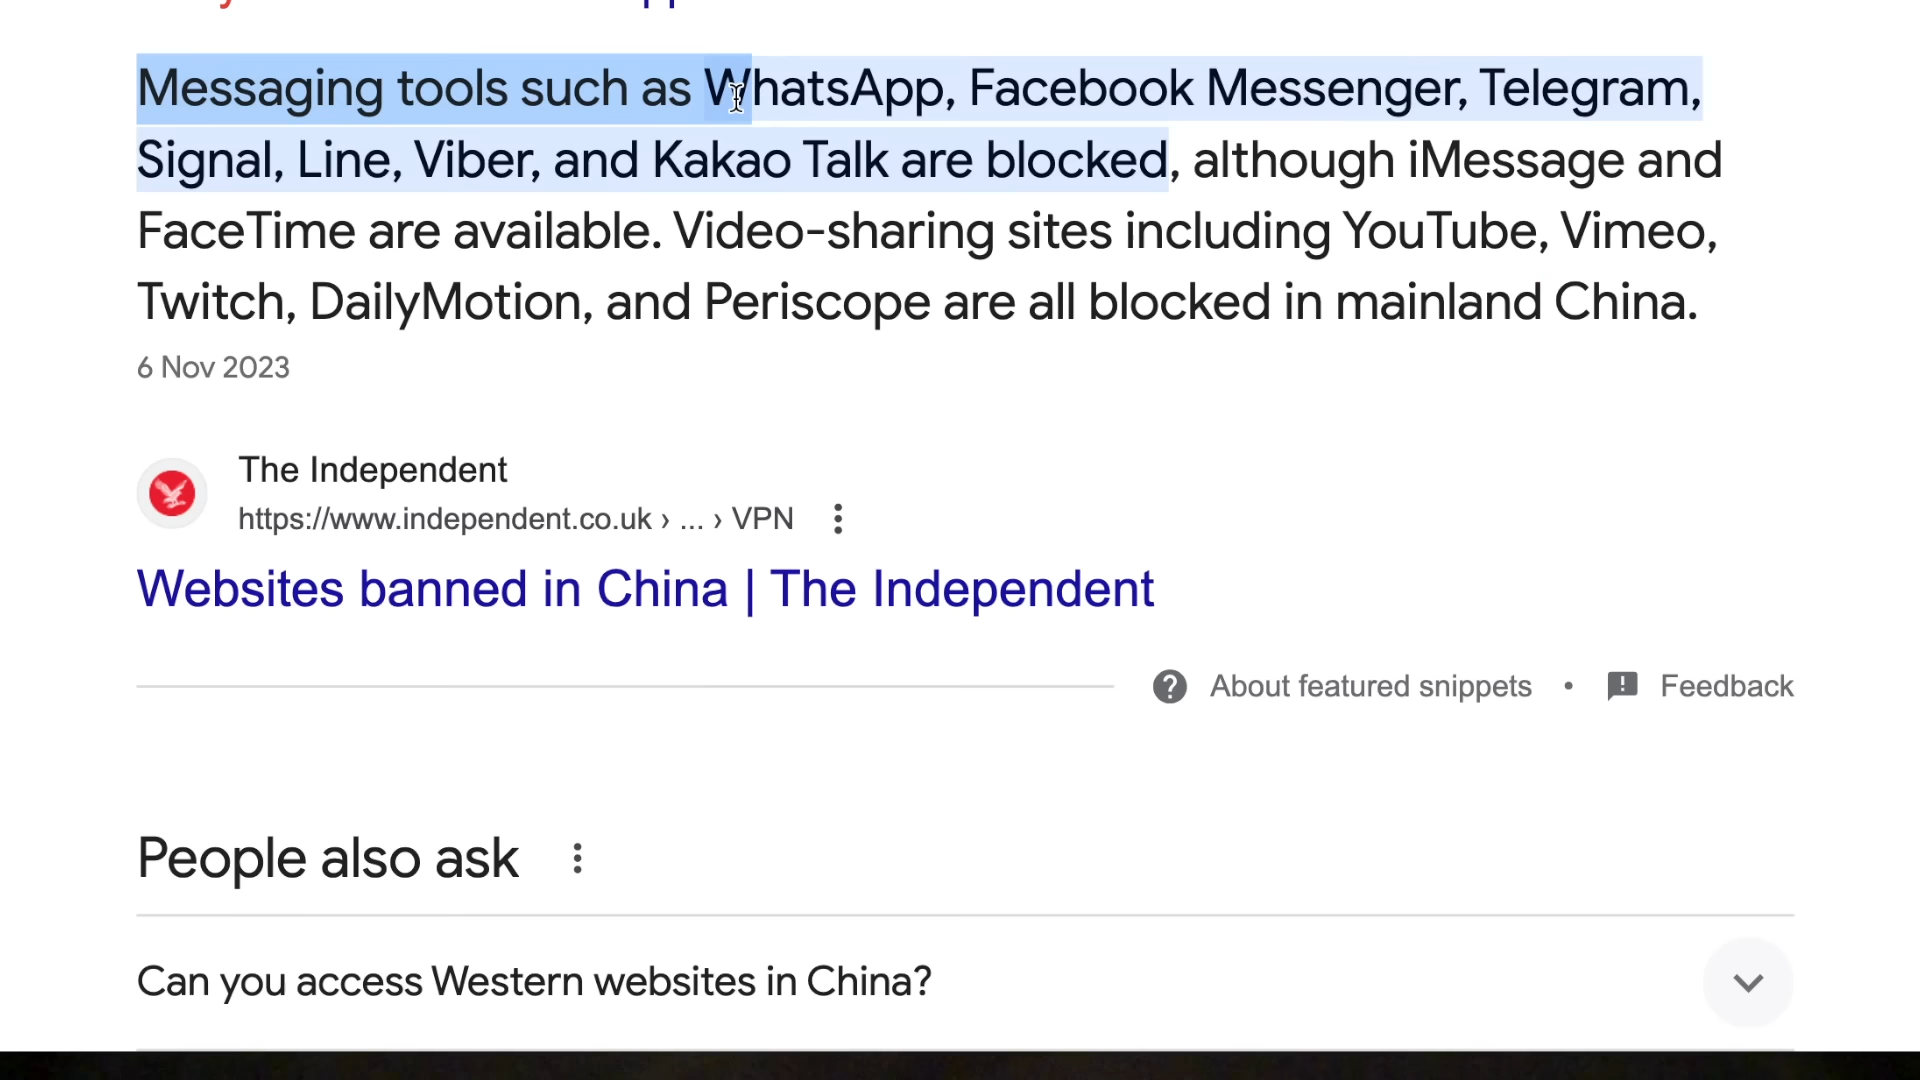 Messaging tools such as WhatsApp, Facebook Messenger, Telegram,
Signal, Line, Viber, and Kakao Talk are blocked, although iMessage and
FaceTime are available. Video-sharing sites including YouTube, Vimeo,
Twitch, DailyMotion, and Periscope are all blocked in mainland China.
6 Nov 2023
The Independent
https://www.independent.co.uk › ... › VPN
Websites banned in China | The Independent
About featured snippets • Feedback
People also ask
Can you access Western websites in China?